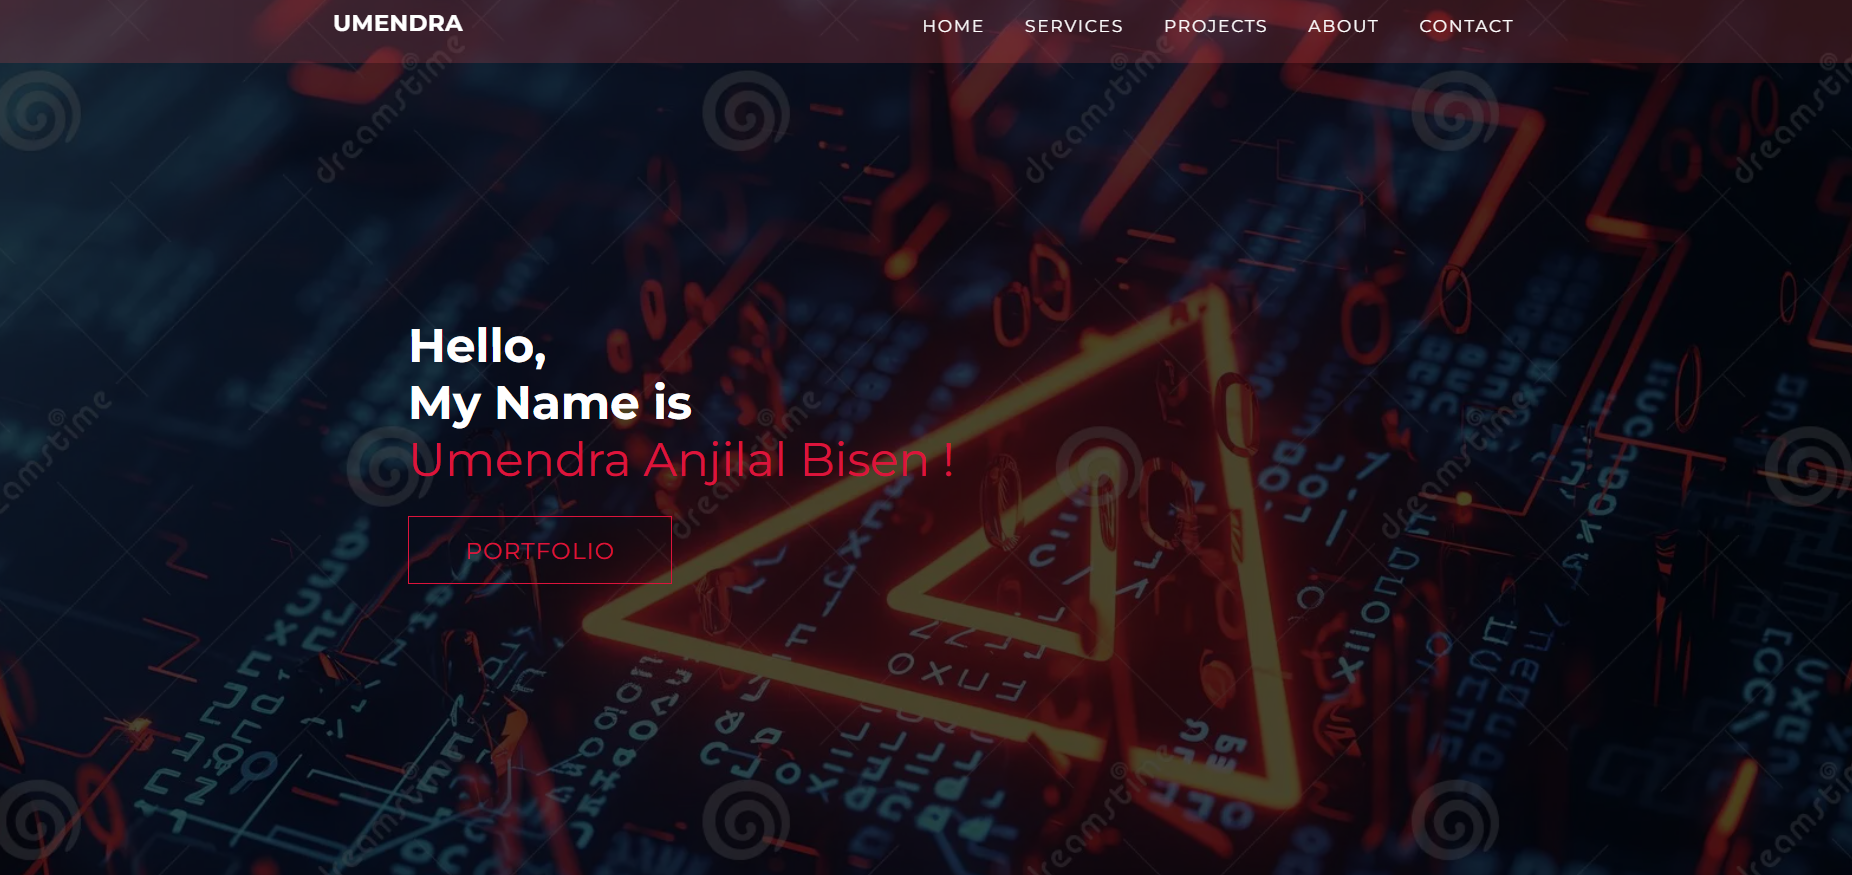 UMENDRA
HOME SERVICES PROJECTS ABOUT CONTACT
Hello,
My Name is
Umendra Anjilal Bisen !
PORTFOLIO
dreamstime
dreamstime
dreamstime
dreamstime
dreamstime
dreamstime
dreamstime
dreamstime
dreamstime